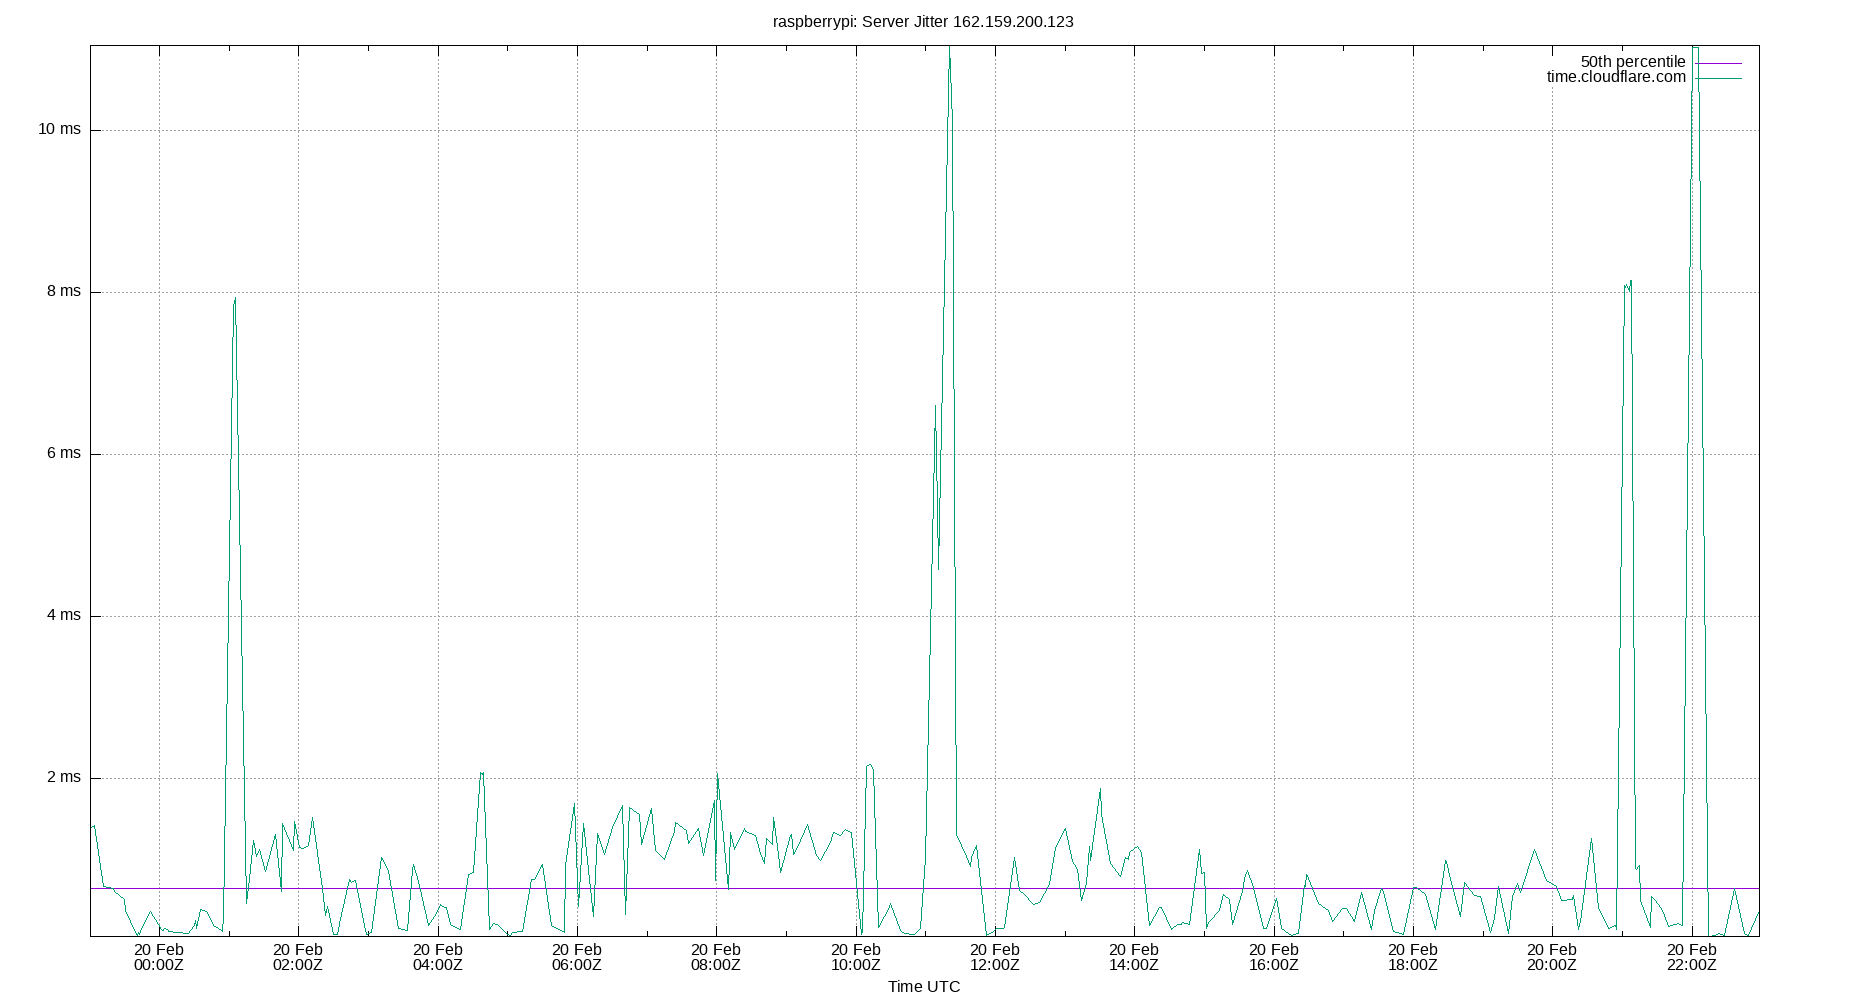 raspberrypi: Server Jitter 162.159.200.123
50th percentile
time.cloudflare.com
10 ms
8 ms
6 ms
4 ms
2 ms
20 Feb 20 Feb 20 Feb 20 Feb 20 Feb 20 Feb 20 Feb 20 Feb 20 Feb 20 Feb 20 Feb 20 Feb
00:00Z 02:00Z 04:00Z 06:00Z 08:00Z 10:00Z 12:00Z 14:00Z 16:00Z 18:00Z 20:00Z 22:00Z
Time UTC